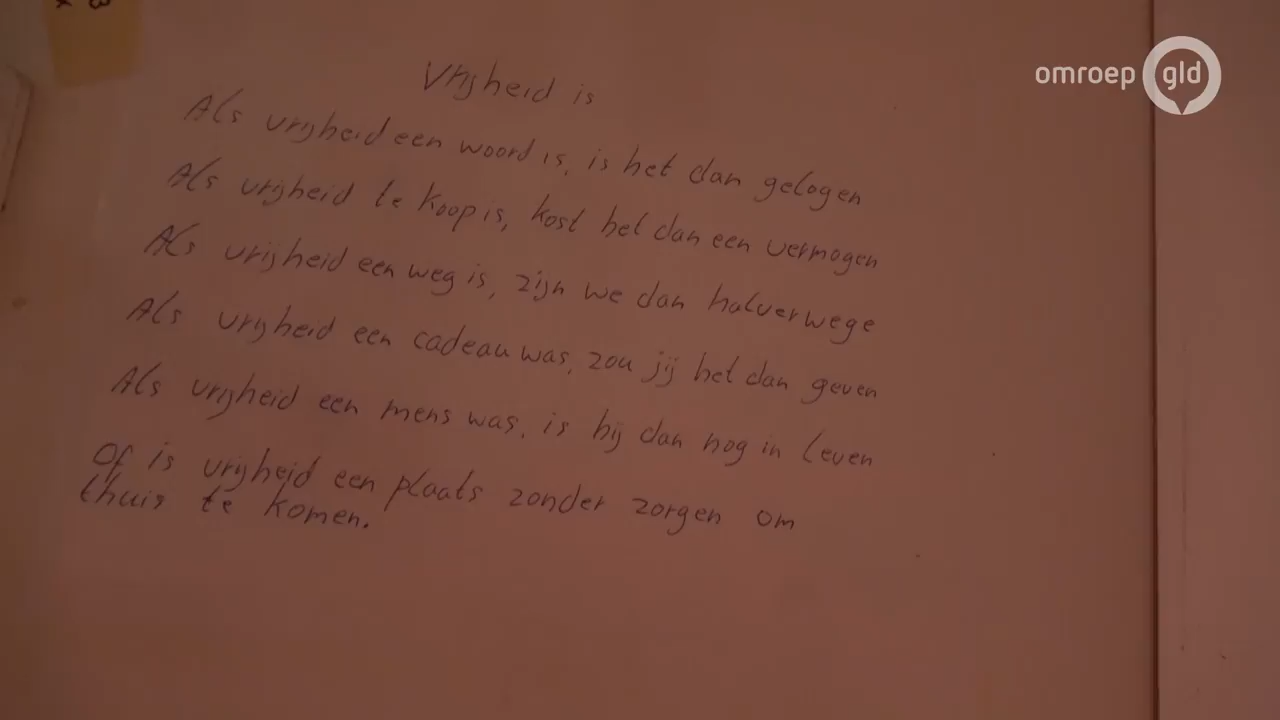 omroep gld
Vrijheid is
Als vrijheid een woord is, is het dan gelogen
Als vrijheid te koop is, kost het dan een vermogen
Als vrijheid een weg is, zijn we dan halverwege
Als vrijheid een cadeau was, zou jij het dan geven
Als vrijheid een mens was, is hij dan nog in leven
Of is vrijheid een plaats zonder zorgen om
thuis te komen.